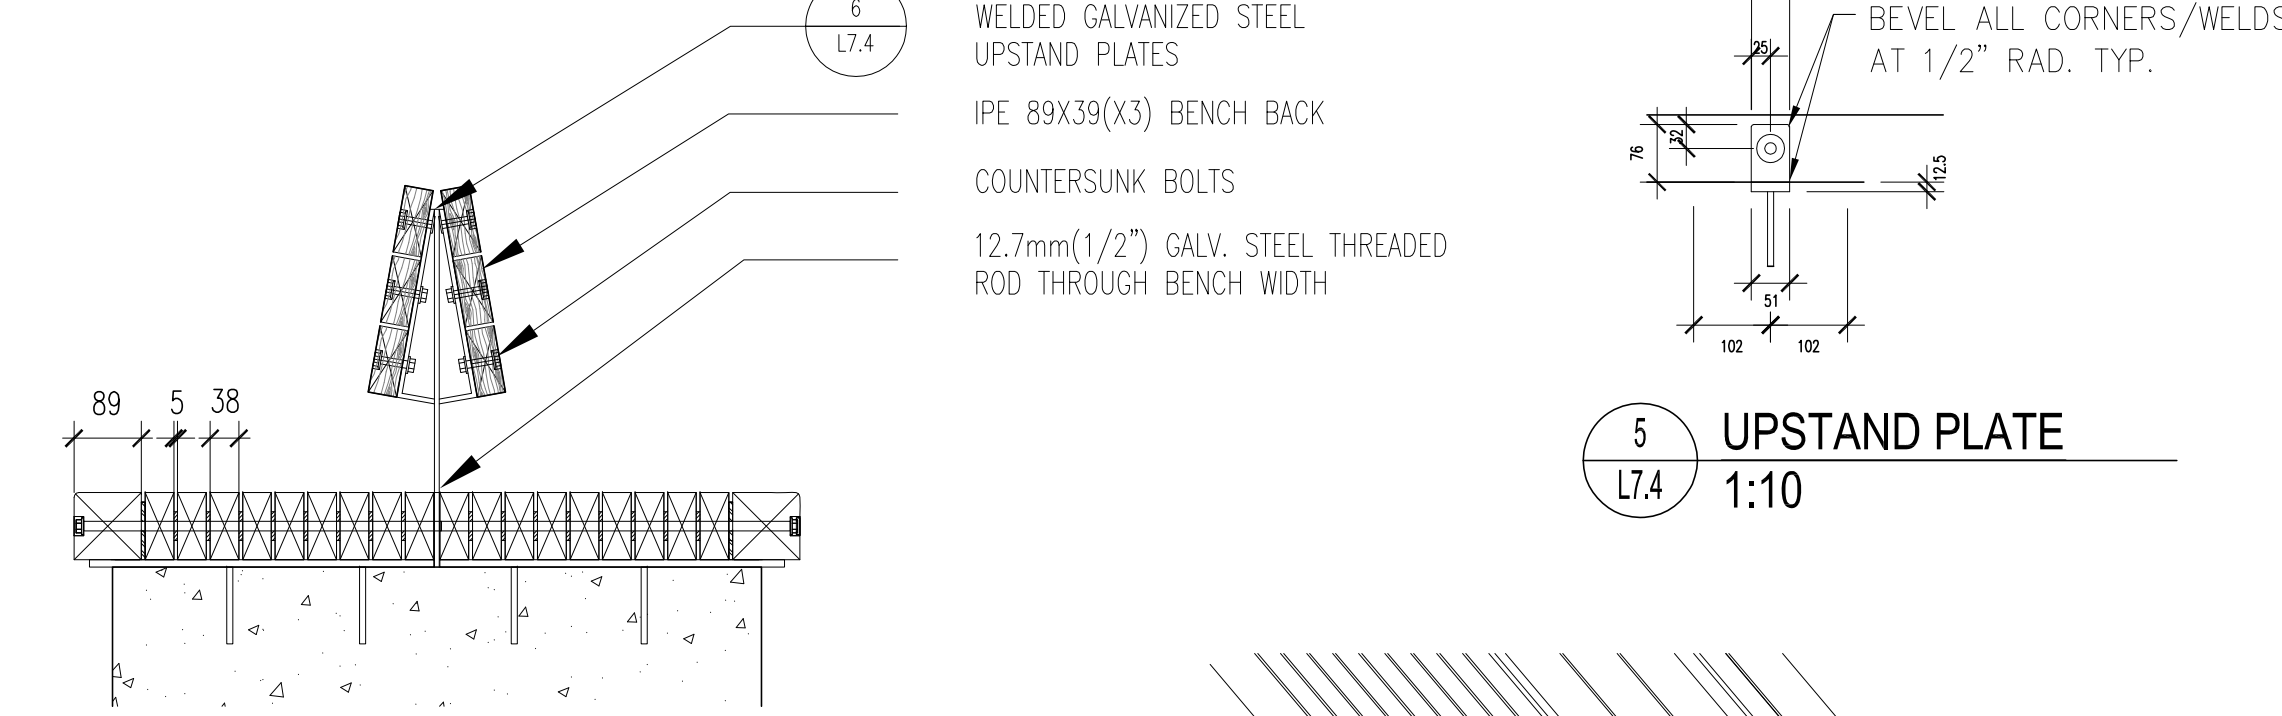 6
L7.4
WELDED GALVANIZED STEEL
UPSTAND PLATES
IPE 89X39(X3) BENCH BACK
COUNTERSUNK BOLTS
12.7mm(1/2") GALV. STEEL THREADED
ROD THROUGH BENCH WIDTH
89
5
38
BEVEL ALL CORNERS/WELDS
AT 1/2" RAD. TYP.
25
32
76
12.5
51
102
102
5
L7.4
UPSTAND PLATE
1:10